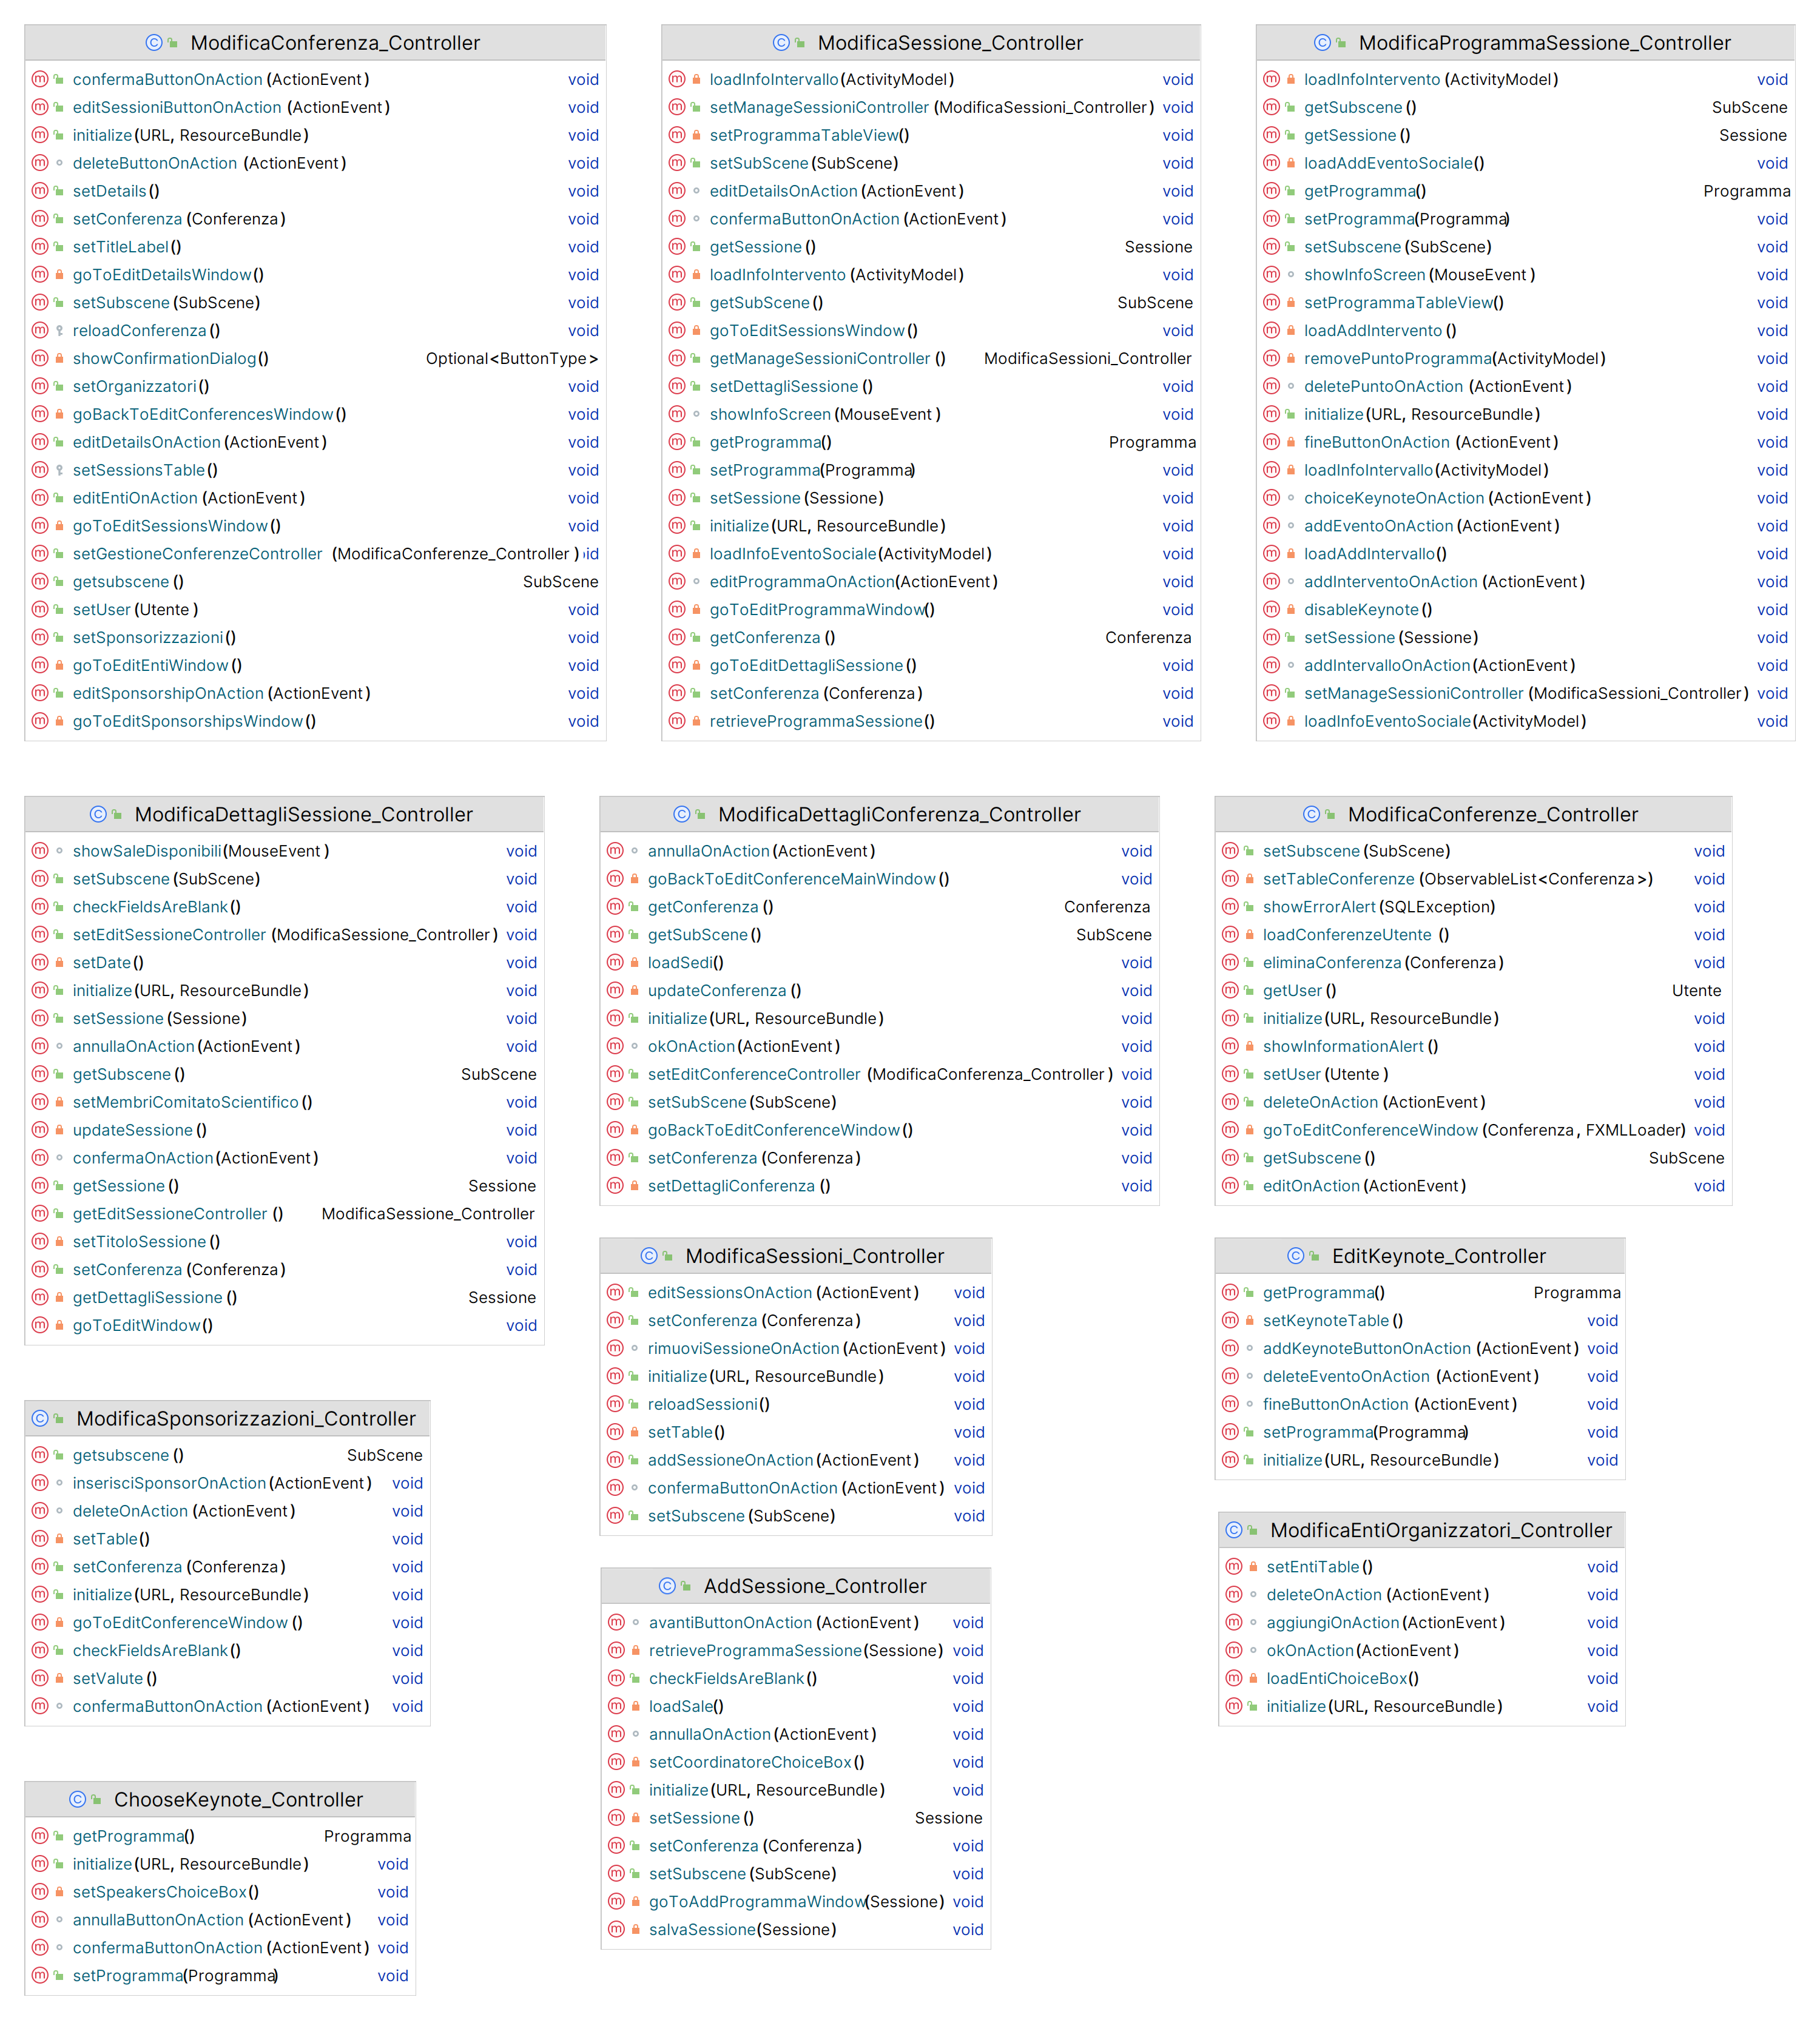 ModificaConferenza_Controller
confermaButtonOnAction (ActionEvent) void
editSessioniButtonOnAction (ActionEvent) void
initialize(URL, ResourceBundle) void
deleteButtonOnAction (ActionEvent) void
setDetails() void
setConferenza (Conferenza) void
setTitleLabel() void
goToEditDetailsWindow() void
setSubscene (SubScene) void
reloadConferenza () void
showConfirmationDialog() Optional<ButtonType>
setOrganizzatori() void
goBackToEditConferencesWindow() void
editDetailsOnAction (ActionEvent) void
setSessionsTable() void
editEntiOnAction (ActionEvent) void
goToEditSessionsWindow() void
setGestioneConferenzeController (ModificaConferenze_Controller ) id
getsubscene () SubScene
setUser (Utente ) void
setSponsorizzazioni() void
goToEditEntiWindow () void
editSponsorshipOnAction (ActionEvent) void
goToEditSponsorshipsWindow () void
ModificaSessione_Controller
loadInfoIntervallo(ActivityModel) void
setManageSessioniController (ModificaSessioni_Controller) void
setProgrammaTableView() void
setSubScene (SubScene) void
editDetailsOnAction (ActionEvent) void
confermaButtonOnAction (ActionEvent) void
getSessione () Sessione
loadInfoIntervento (ActivityModel) void
getSubScene () SubScene
goToEditSessionsWindow () void
getManageSessioniController () ModificaSessioni_Controller
setDettagliSessione () void
showInfoScreen (MouseEvent ) void
getProgramma() Programma
setProgramma(Programma) void
setSessione (Sessione) void
initialize(URL, ResourceBundle) void
loadInfoEventoSociale(ActivityModel) void
editProgrammaOnAction(ActionEvent) void
goToEditProgrammaWindow() void
getConferenza () Conferenza
goToEditDettagliSessione() void
setConferenza (Conferenza) void
retrieveProgrammaSessione() void
ModificaProgrammaSessione_Controller
loadInfoIntervento (ActivityModel) void
getSubscene () SubScene
getSessione () Sessione
loadAddEventoSociale() void
getProgramma() Programma
setProgramma(Programma) void
setSubscene (SubScene) void
showInfoScreen (MouseEvent ) void
setProgrammaTableView() void
loadAddIntervento () void
removePuntoProgramma(ActivityModel) void
deletePuntoOnAction (ActionEvent) void
initialize(URL, ResourceBundle) void
fineButtonOnAction (ActionEvent) void
loadInfoIntervallo(ActivityModel) void
choiceKeynoteOnAction (ActionEvent) void
addEventoOnAction (ActionEvent) void
loadAddIntervallo() void
addInterventoOnAction (ActionEvent) void
disableKeynote () void
setSessione (Sessione) void
addIntervalloOnAction(ActionEvent) void
setManageSessioniController (ModificaSessioni_Controller) void
loadInfoEventoSociale(ActivityModel) void
ModificaDettagliSessione_Controller
showSaleDisponibili(MouseEvent ) void
setSubscene (SubScene) void
checkFieldsAreBlank() void
setEditSessioneController (ModificaSessione_Controller) void
setDate() void
initialize(URL, ResourceBundle) void
setSessione (Sessione) void
annullaOnAction(ActionEvent) void
getSubscene () SubScene
setMembriComitatoScientifico () void
updateSessione () void
confermaOnAction(ActionEvent) void
getSessione () Sessione
getEditSessioneController () ModificaSessione_Controller
setTitoloSessione () void
setConferenza (Conferenza) void
getDettagliSessione () Sessione
goToEditWindow() void
ModificaDettagliConferenza_Controller
annullaOnAction(ActionEvent) void
goBackToEditConferenceMainWindow () void
getConferenza () Conferenza
getSubScene() SubScene
loadSedi() void
updateConferenza () void
initialize(URL, ResourceBundle) void
okOnAction(ActionEvent) void
setEditConferenceController (ModificaConferenza_Controller ) void
setSubScene (SubScene) void
goBackToEditConferenceWindow() void
setConferenza (Conferenza) void
setDettagliConferenza () void
ModificaConferenze_Controller
setSubscene (SubScene) void
setTableConferenze (ObservableList<Conferenza >) void
showErrorAlert (SQLException) void
loadConferenzeUtente () void
eliminaConferenza (Conferenza) void
getUser () Utente
initialize(URL, ResourceBundle) void
showInformationAlert () void
setUser (Utente ) void
deleteOnAction (ActionEvent) void
goToEditConferenceWindow (Conferenza , FXMLLoader) void
getSubscene () SubScene
editOnAction (ActionEvent) void
ModificaSessioni_Controller
editSessionsOnAction (ActionEvent) void
setConferenza (Conferenza) void
rimuoviSessioneOnAction (ActionEvent) void
initialize(URL, ResourceBundle) void
reloadSessioni() void
setTable() void
addSessioneOnAction (ActionEvent) void
confermaButtonOnAction (ActionEvent) void
setSubscene (SubScene) void
EditKeynote_Controller
getProgramma() Programma
setKeynoteTable () void
addKeynoteButtonOnAction (ActionEvent) void
deleteEventoOnAction (ActionEvent) void
fineButtonOnAction (ActionEvent) void
setProgramma(Programma) void
initialize(URL, ResourceBundle) void
ModificaSponsorizzazioni_Controller
getsubscene () SubScene
inserisciSponsorOnAction (ActionEvent) void
deleteOnAction (ActionEvent) void
setTable() void
setConferenza (Conferenza) void
initialize(URL, ResourceBundle) void
goToEditConferenceWindow () void
checkFieldsAreBlank() void
setValute () void
confermaButtonOnAction (ActionEvent) void
ModificaEntiOrganizzatori_Controller
setEntiTable () void
deleteOnAction (ActionEvent) void
aggiungiOnAction(ActionEvent) void
okOnAction(ActionEvent) void
loadEntiChoiceBox() void
initialize(URL, ResourceBundle) void
AddSessione_Controller
avantiButtonOnAction (ActionEvent) void
retrieveProgrammaSessione(Sessione) void
checkFieldsAreBlank() void
loadSale() void
annullaOnAction (ActionEvent) void
setCoordinatoreChoiceBox() void
initialize(URL, ResourceBundle) void
setSessione () Sessione
setConferenza (Conferenza) void
setSubscene (SubScene) void
goToAddProgrammaWindow(Sessione) void
salvaSessione(Sessione) void
ChooseKeynote_Controller
getProgramma() Programma
initialize(URL, ResourceBundle) void
setSpeakersChoiceBox() void
annullaButtonOnAction (ActionEvent) void
confermaButtonOnAction (ActionEvent) void
setProgramma(Programma) void